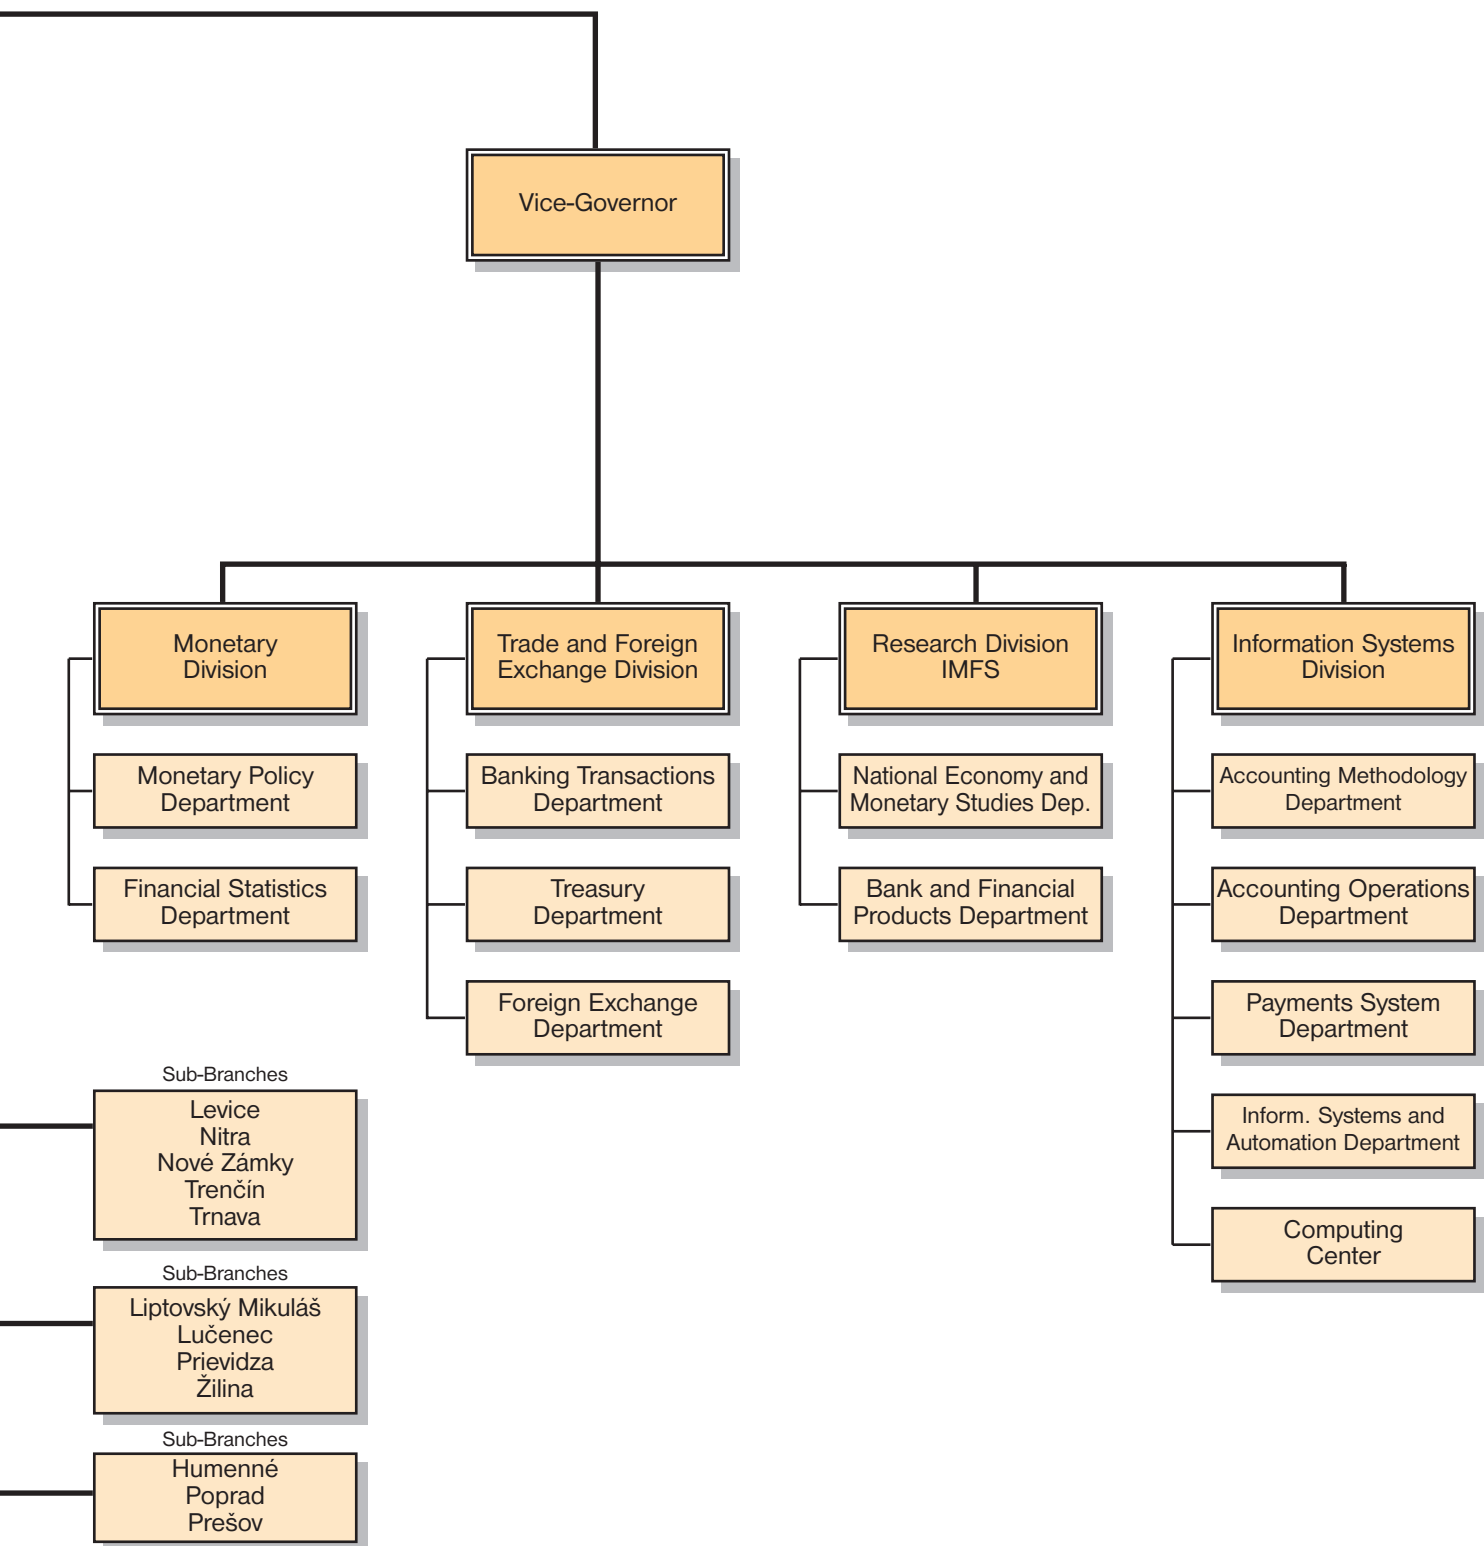 Vice-Governor
Monetary
Division
Monetary Policy
Department
Financial Statistics
Department
Trade and Foreign
Exchange Division
Banking Transactions
Department
Treasury
Department
Foreign Exchange
Department
Research Division
IMFS
National Economy and
Monetary Studies Dep.
Bank and Financial
Products Department
Information Systems
Division
Accounting Methodology
Department
Accounting Operations
Department
Payments System
Department
Inform. Systems and
Automation Department
Computing
Center
Sub-Branches
Levice
Nitra
Nové Zámky
Trenčín
Trnava
Sub-Branches
Liptovský Mikuláš
Lučenec
Prievidza
Žilina
Sub-Branches
Humenné
Poprad
Prešov